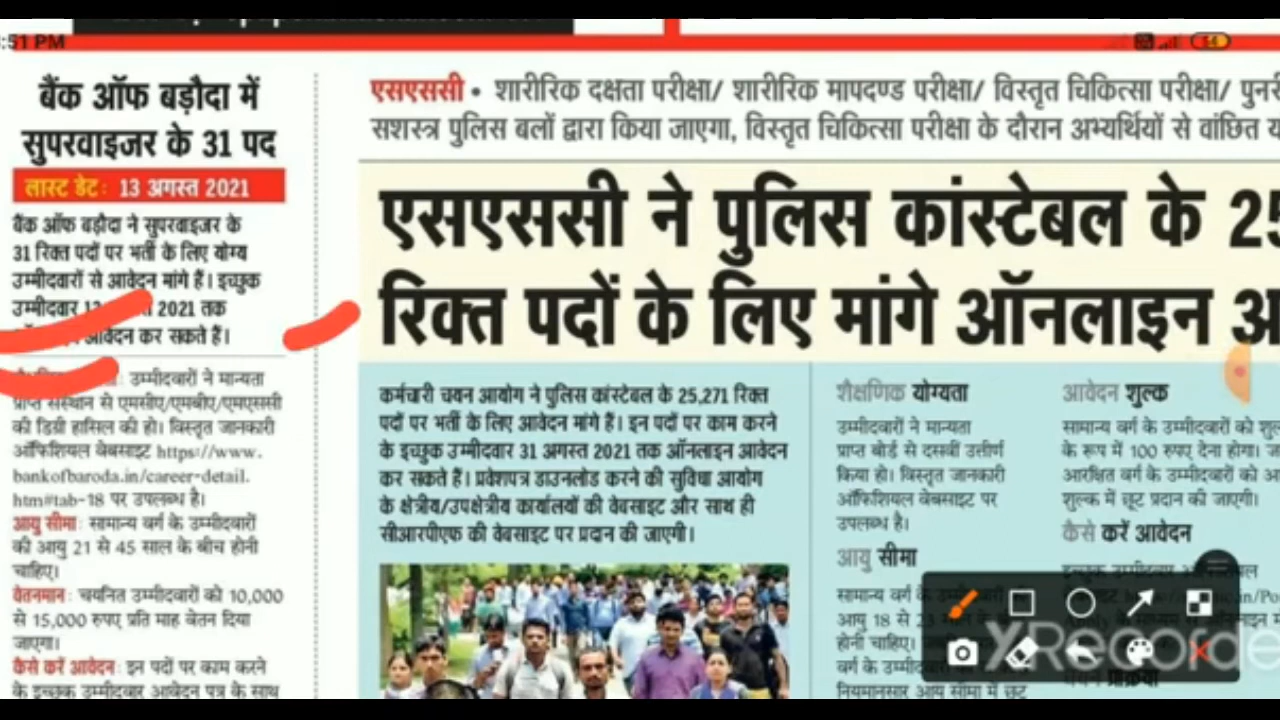 :51 PM
बैंक ऑफ बड़ौदा में
सुपरवाइजर के 31 पद
लास्ट डेट: 13 अगस्त 2021
बैंक ऑफ बड़ौदा ने सुपरवाइजर के
31 रिक्त पदों पर भर्ती के लिए योग्य
उम्मीदवारों से आवेदन मांगे हैं। इच्छुक
उम्मीदवार 2021 तक
आवेदन कर सकते हैं।
उम्मीदवारों ने मान्यता
प्राप्त संस्थान से एमसीए/एमबीए/एमएससी
की डिग्री हासिल की हो। विस्तृत जानकारी
ऑफिशियल वेबसाइट https://www.
bankofbaroda.in/career-detail.
htm#tab-18 पर उपलब्ध है।
आयु सीमा: सामान्य वर्ग के उम्मीदवारों
की आयु 21 से 45 साल के बीच होनी
चाहिए।
वेतनमान: चयनित उम्मीदवारों को 10,000
से 15,000 रुपए प्रति माह वेतन दिया
जाएगा।
कैसे करें आवेदन: इन पदों पर काम करने
के इच्छुक उम्मीदवार आवेदन पत्र के साथ
एसएससी • शारीरिक दक्षता परीक्षा/ शारीरिक मापदण्ड परीक्षा/ विस्तृत चिकित्सा परीक्षा/
सशस्त्र पुलिस बलों द्वारा किया जाएगा, विस्तृत चिकित्सा परीक्षा के दौरान अभ्यर्थियों से वांछित
एसएससी ने पुलिस कांस्टेबल के 25
रिक्त पदों के लिए मांगे ऑनलाइन
कर्मचारी चयन आयोग ने पुलिस कांस्टेबल के 25,271 रिक्त
पदों पर भर्ती के लिए आवेदन मांगे हैं। इन पदों पर काम करने
के इच्छुक उम्मीदवार 31 अगस्त 2021 तक ऑनलाइन आवेदन
कर सकते हैं। प्रवेशपत्र डाउनलोड करने की सुविधा आयोग
के क्षेत्रीय/उपक्षेत्रीय कार्यालयों की वेबसाइट और साथ ही
सीआरपीएफ की वेबसाइट पर प्रदान की जाएगी।
शैक्षणिक योग्यता
उम्मीदवारों ने मान्यता
प्राप्त बोर्ड से दसवीं उत्तीर्ण
किया हो। विस्तृत जानकारी
ऑफिशियल वेबसाइट पर
उपलब्ध है।
आयु सीमा
सामान्य वर्ग के
आयु 18 से 23
होनी चाहिए।
वर्ग के
नियमानुसार आयु सीमा में छूट
आवेदन शुल्क
सामान्य वर्ग के उम्मीदवारों को
के रूप में 100 रुपए देना होगा।
आरक्षित वर्ग के उम्मीदवारों को
शुल्क में छूट प्रदान की जाएगी।
कैसे करें आवेदन
XRecorde